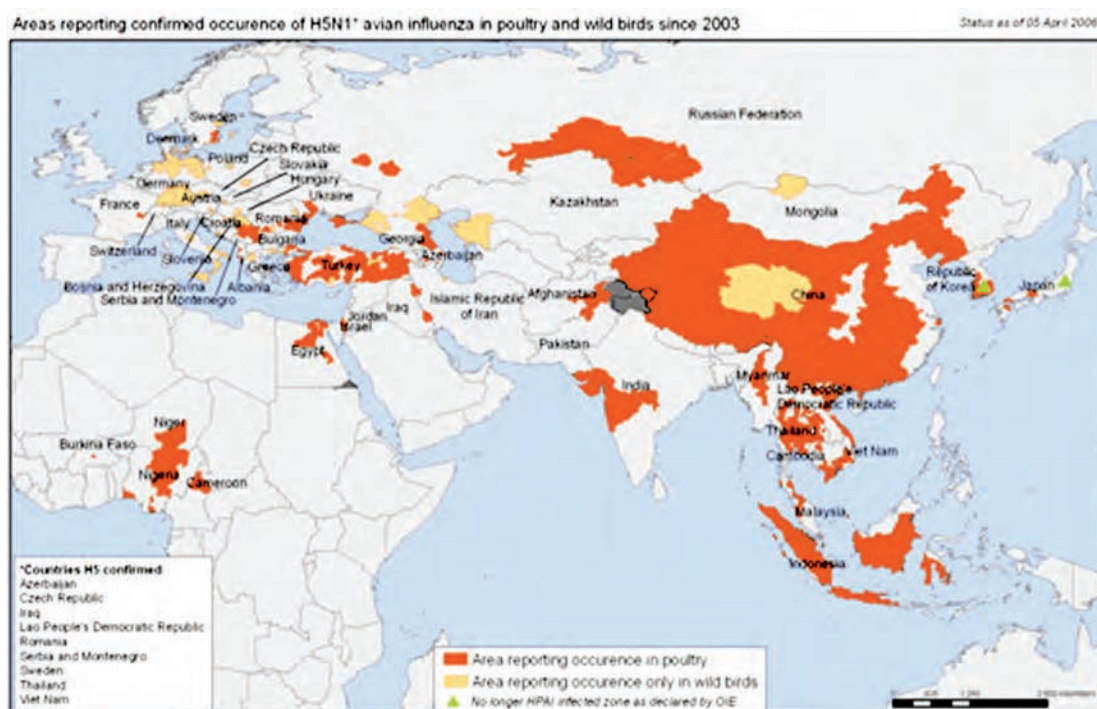 Areas reporting confirmed occurence of H5N1* avian influenza in poultry and wild birds since 2003
Status as of 05 April 2006
Russian Federation
Sweden
Denmark
Czech Republic
Poland
Slovakia
Hungary
Germany
Ukraine
Austria
France
Kazakhstan
Mongolia
Italy
Croatia
Romania
Switzerland
Bulgaria
Georgia
Slovenia
Azerbaijan
Greece
Turkey
Republic
of Korea
Japan
Bosnia and Herzegovina
Albania
Serbia and Montenegro
Afghanistan
China
Iraq
Islamic Republic
of Iran
Jordan
Israel
Pakistan
Egypt
India
Myanmar
Lao People's
Democratic Republic
Niger
Burkina Faso
Thailand
Viet Nam
Cambodia
Nigeria
Cameroon
Malaysia
Indonesia
*Countries H5 confirmed
Azerbaijan
Czech Republic
Iraq
Lao People's Democratic Republic
Romania
Serbia and Montenegro
Sweden
Thailand
Viet Nam
Area reporting occurence in poultry
Area reporting occurence only in wild birds
No longer HPAI infected zone as declared by OIE